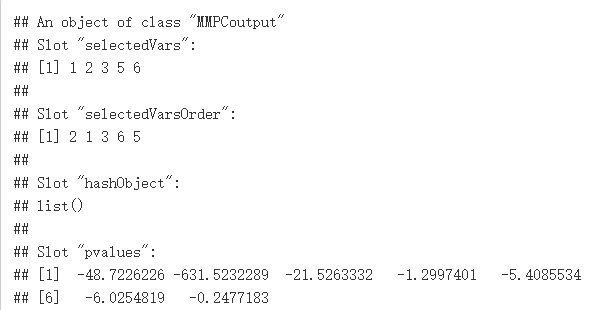 ## An object of class "MMPCoutput"
## Slot "selectedVars":
## [1] 1 2 3 5 6
##
## Slot "selectedVarsOrder":
## [1] 2 1 3 6 5
##
## Slot "hashObject":
## list()
##
## Slot "pvalues":
## [1]  -48.7226226 -631.5232289  -21.5263332   -1.2997401   -5.4085534
## [6]   -6.0254819   -0.2477183